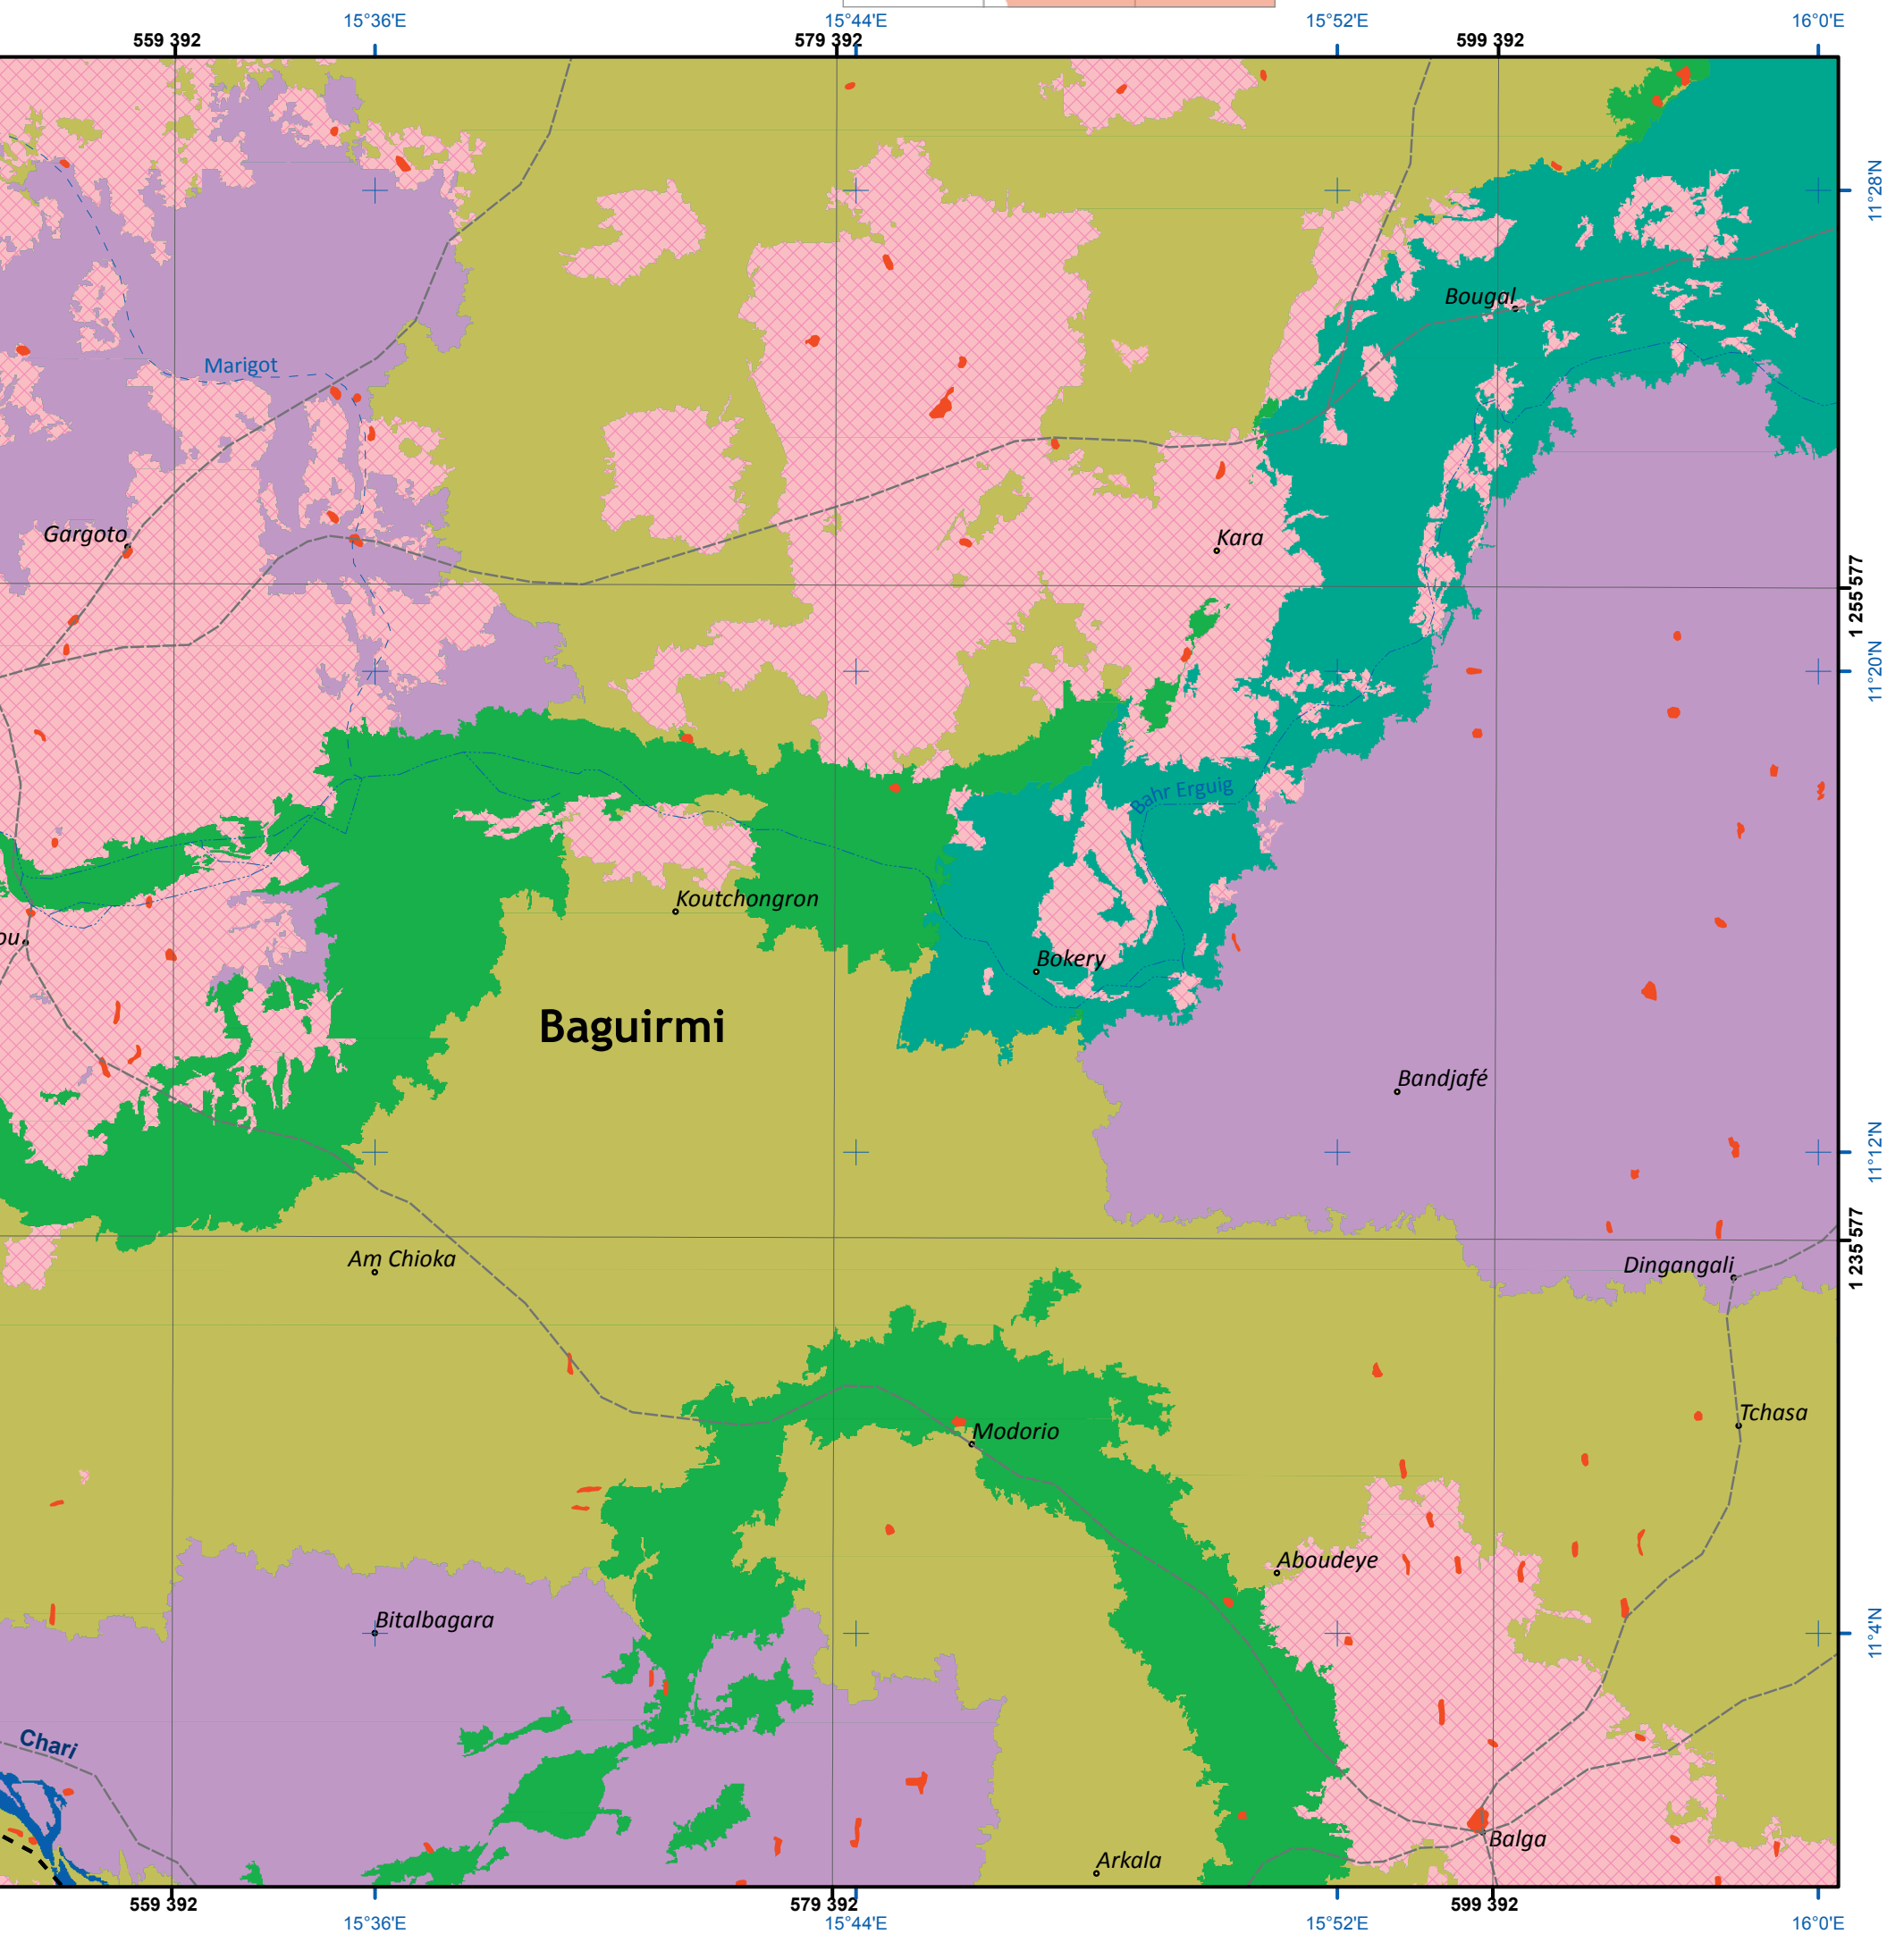 15°36'E 15°44'E 15°52'E 16°0'E
559 392 579 392 599 392
11°28'N
Bougal
Marigot
Gargoto
Kara
1 255 577
11°20'N
Bahr Erguig
Koutchongron
ou
Bokery
Baguirmi
Bandjafé
11°12'N
Am Chioka
Dingangali
1 235 577
Tchasa
Modorio
Aboudeye
Bitalbagara
11°4'N
Chari
Balga
Arkala
559 392 579 392 599 392
15°36'E 15°44'E 15°52'E 16°0'E